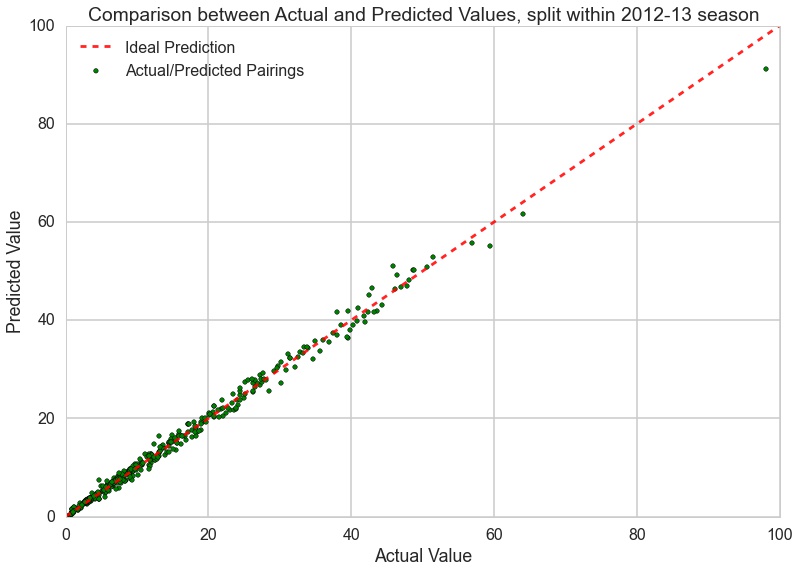 Comparison between Actual and Predicted Values, split within 2012-13 season
100
Ideal Prediction
Actual/Predicted Pairings
80
60
40
20
0
Predicted Value
0 20 40 60 80 100
Actual Value